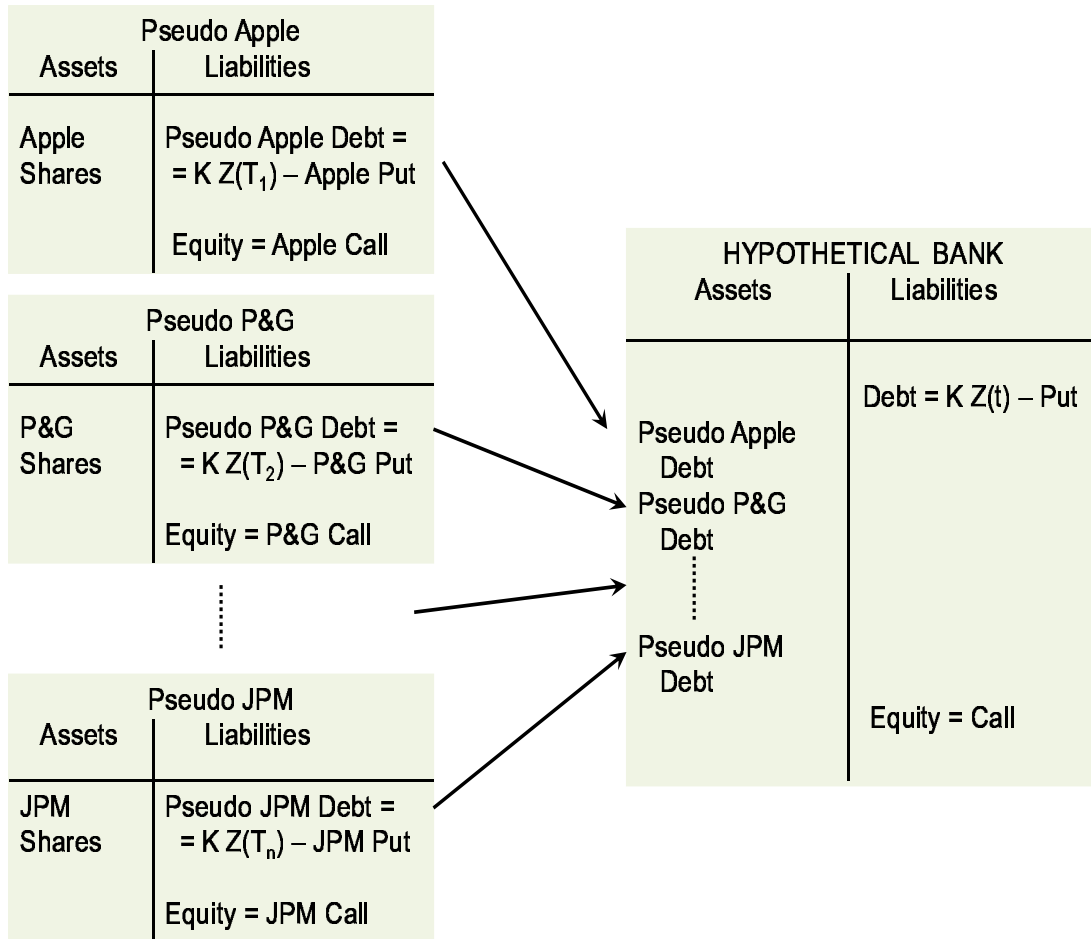 Pseudo Apple
Assets Liabilities
Apple Pseudo Apple Debt =
Shares = K Z(T₁) – Apple Put
Equity = Apple Call
Pseudo P&G
Assets Liabilities
P&G Pseudo P&G Debt =
Shares = K Z(T₂) – P&G Put
Equity = P&G Call
Pseudo JPM
Assets Liabilities
JPM Pseudo JPM Debt =
Shares = K Z(Tₙ) – JPM Put
Equity = JPM Call
HYPOTHETICAL BANK
Assets Liabilities
Debt = K Z(t) – Put
Pseudo Apple
Debt
Pseudo P&G
Debt
Pseudo JPM
Debt
Equity = Call